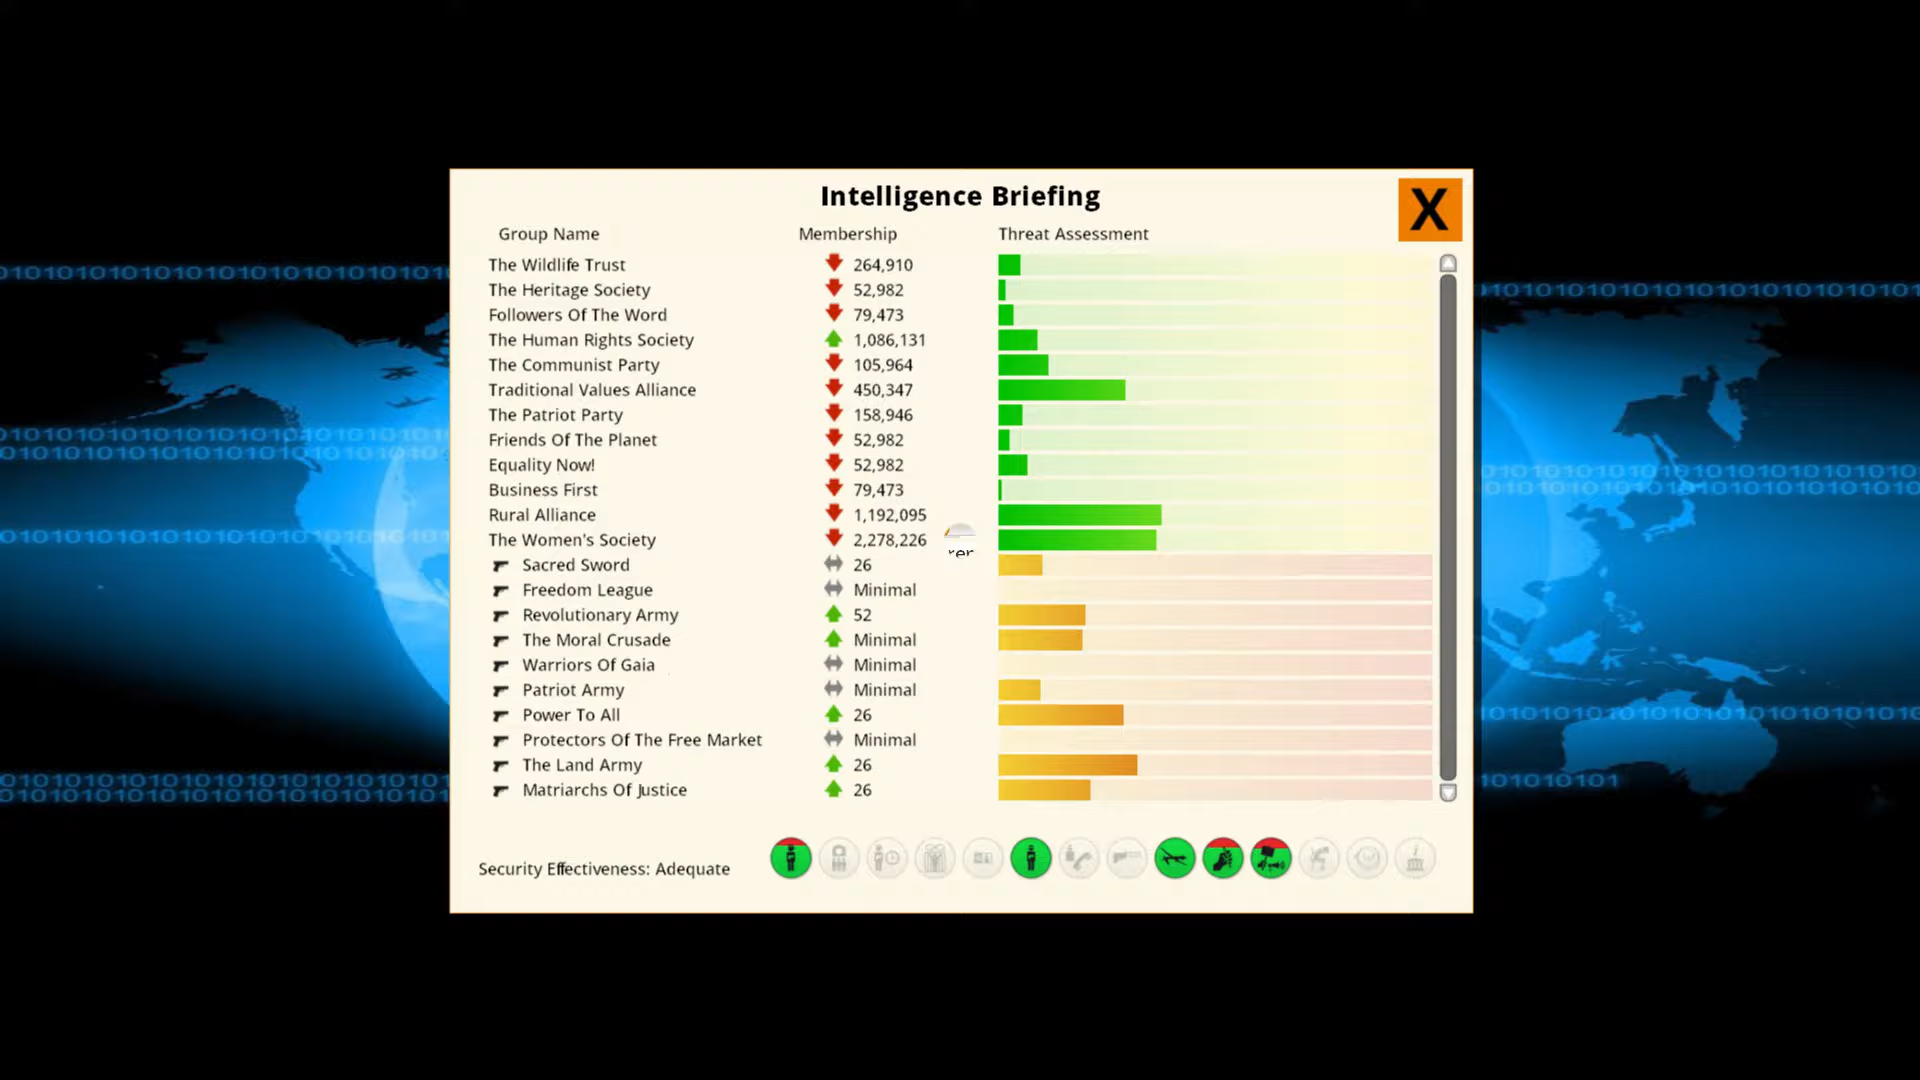 Intelligence Briefing
X
Group Name Membership Threat Assessment
The Wildlife Trust 264,910
The Heritage Society 52,982
Followers Of The Word 79,473
The Human Rights Society 1,086,131
The Communist Party 105,964
Traditional Values Alliance 450,347
The Patriot Party 158,946
Friends Of The Planet 52,982
Equality Now! 52,982
Business First 79,473
Rural Alliance 1,192,095
The Women's Society 2,278,226
Sacred Sword 26
Freedom League Minimal
Revolutionary Army 52
The Moral Crusade Minimal
Warriors Of Gaia Minimal
Patriot Army Minimal
Power To All 26
Protectors Of The Free Market Minimal
The Land Army 26
Matriarchs Of Justice 26
Security Effectiveness: Adequate